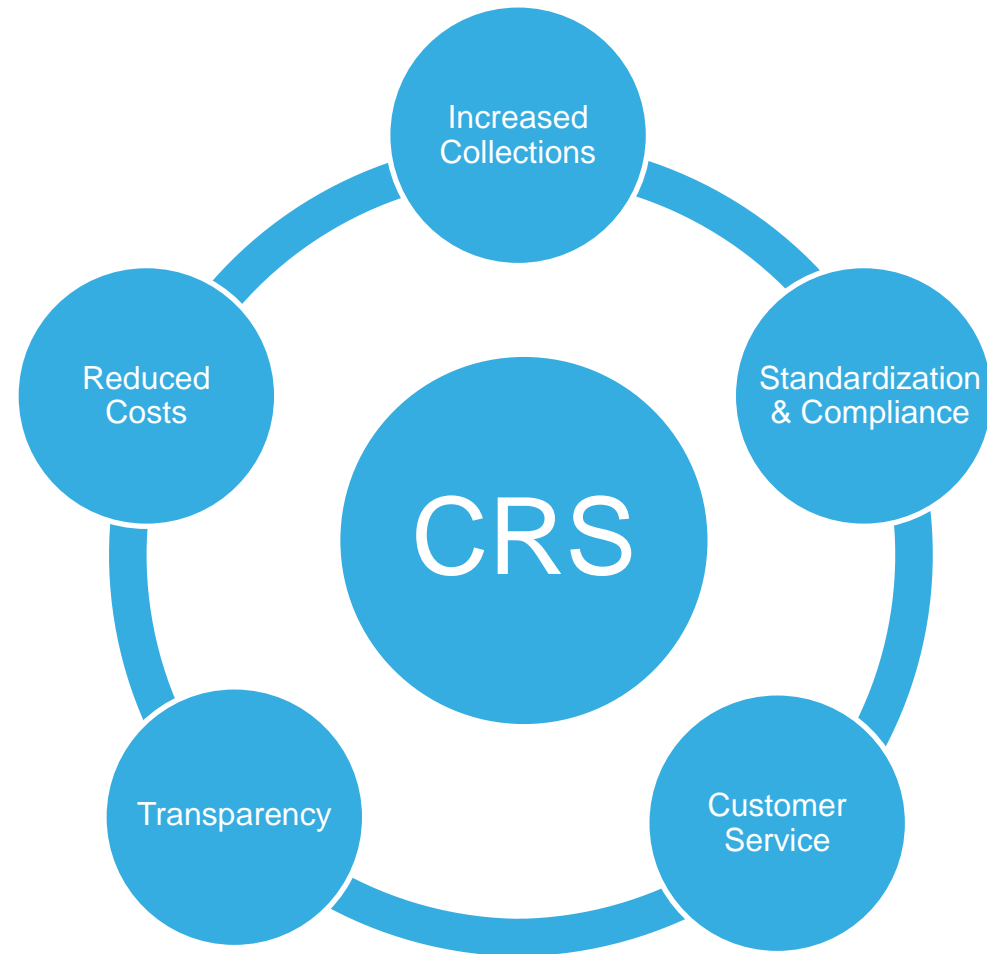 Increased
Collections
Reduced
Costs
Standardization
& Compliance
CRS
Transparency
Customer
Service